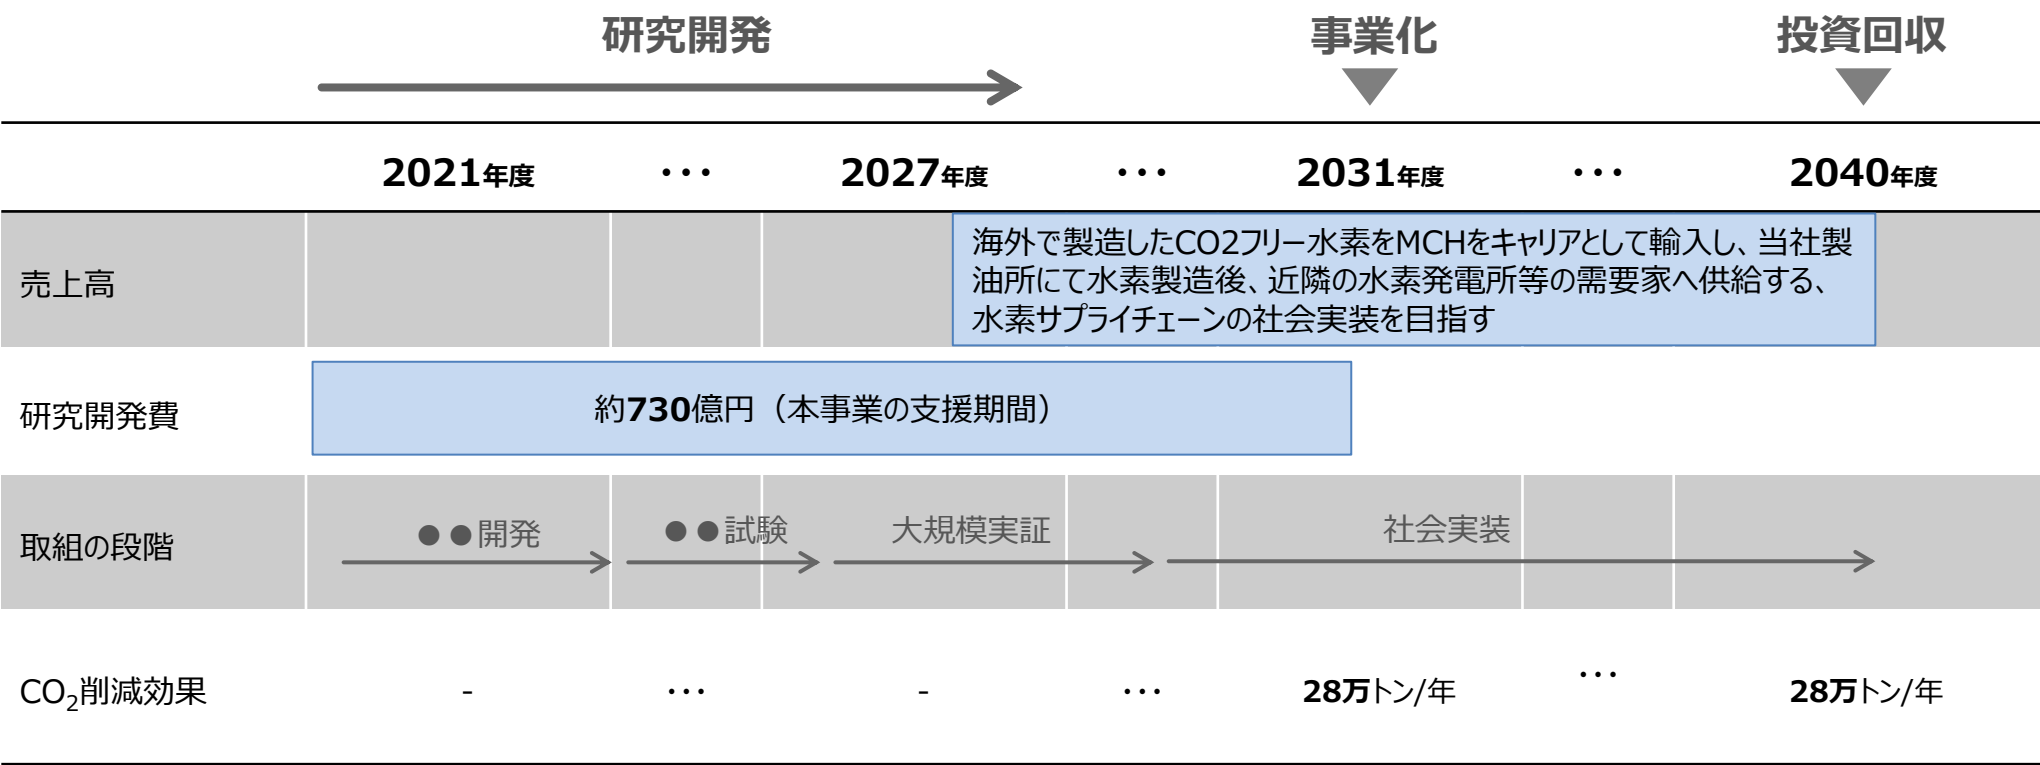 研究開発 事業化 投資回収
2021年度 ・・・ 2027年度 ・・・ 2031年度 ・・・ 2040年度
売上高
海外で製造したCO2フリー水素をMCHをキャリアとして輸入し、当社製
油所にて水素製造後、近隣の水素発電所等の需要家へ供給する、
水素サプライチェーンの社会実装を目指す
研究開発費
約730億円（本事業の支援期間）
取組の段階
●●開発 ●●試験 大規模実証 社会実装
CO₂削減効果 - ・・・ - ・・・ 28万トン/年 ・・・ 28万トン/年